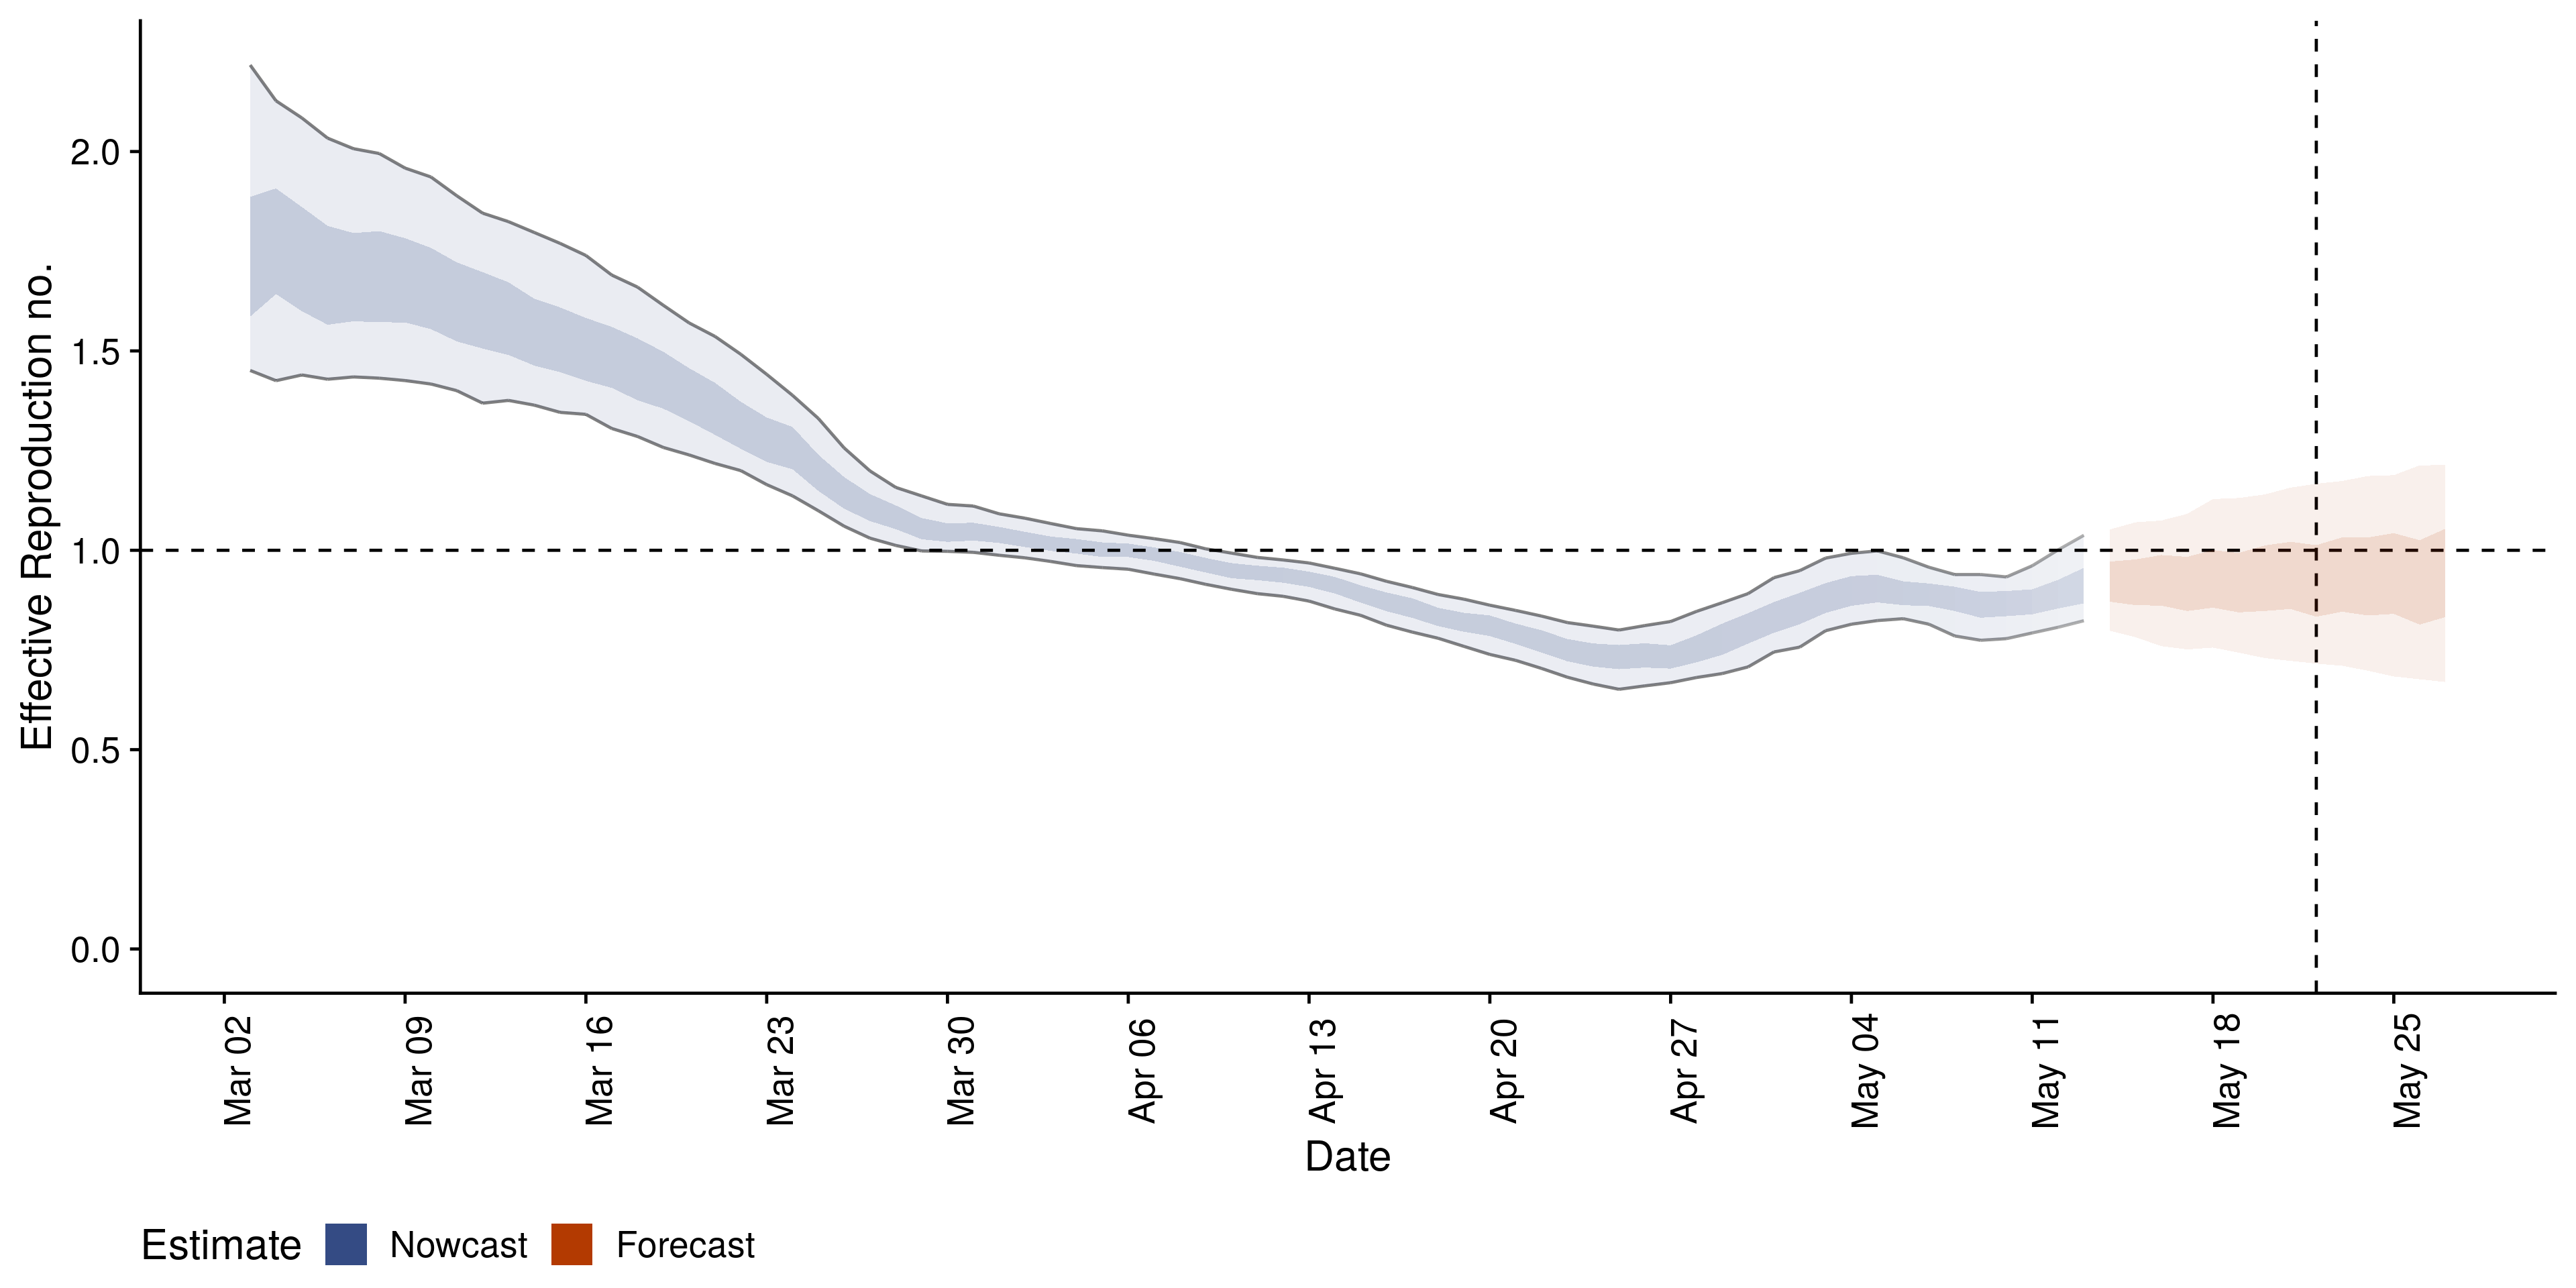 Effective Reproduction no.
2.0
1.5
1.0
0.5
0.0
Mar 02
Mar 09
Mar 16
Mar 23
Mar 30
Apr 06
Apr 13
Apr 20
Apr 27
May 04
May 11
May 18
May 25
Date
Estimate Nowcast Forecast